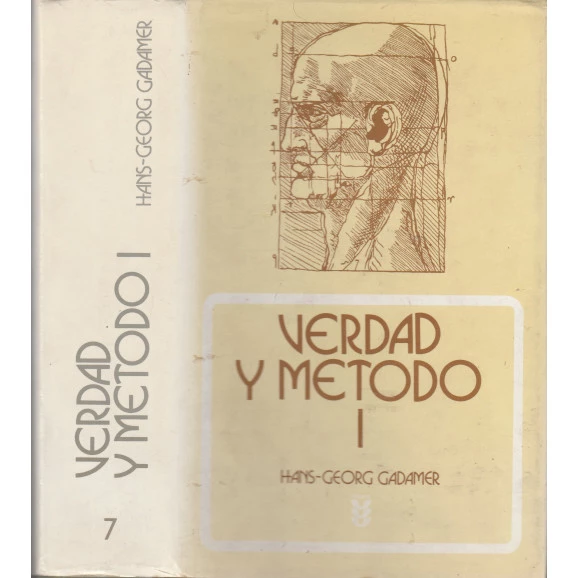 HANS-GEORG GADAMER
VERDAD
Y METODO I
7
VERDAD
Y METODO
I
HANS-GEORG GADAMER